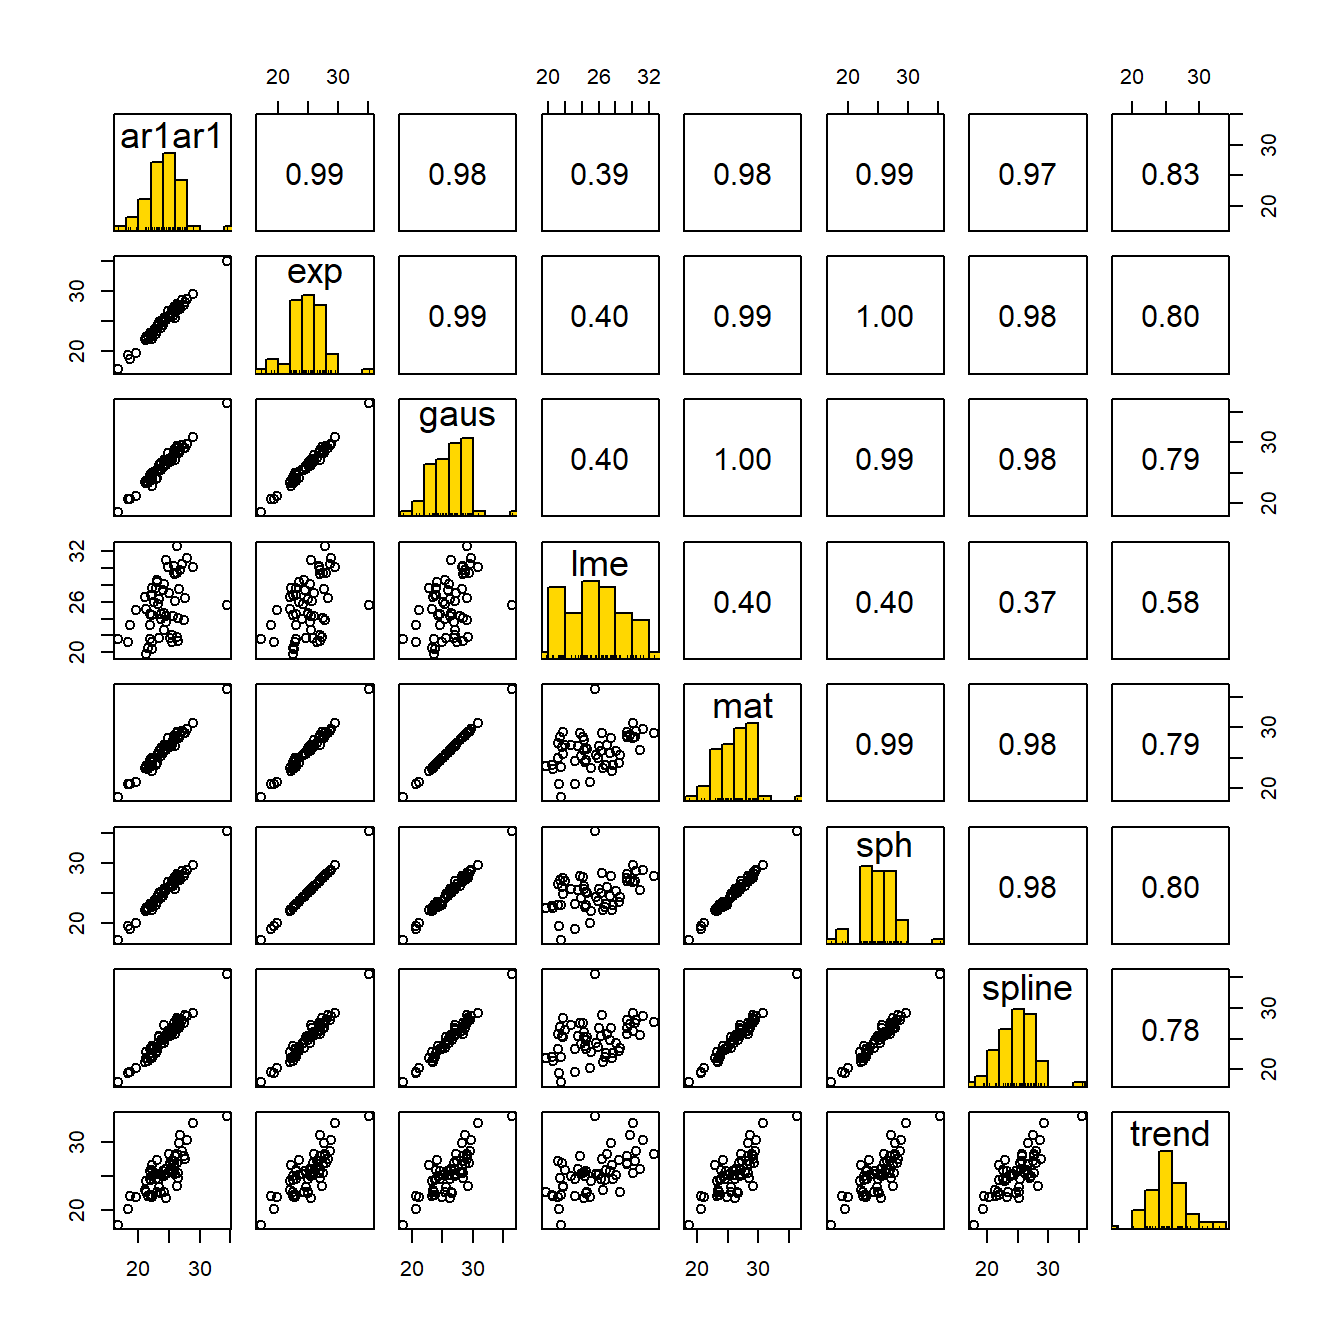 20 30 20 26 32 20 30 20 30
ar1ar1 0.99 0.98 0.39 0.98 0.99 0.97 0.83 20 30
20 30 exp 0.99 0.40 0.99 1.00 0.98 0.80
gaus 0.40 1.00 0.99 0.98 0.79 20 30
20 26 32 lme 0.40 0.40 0.37 0.58
mat 0.99 0.98 0.79 20 30
20 30 sph 0.98 0.80
spline 0.78 20 30
20 30 trend
20 30 20 30 20 30 20 30